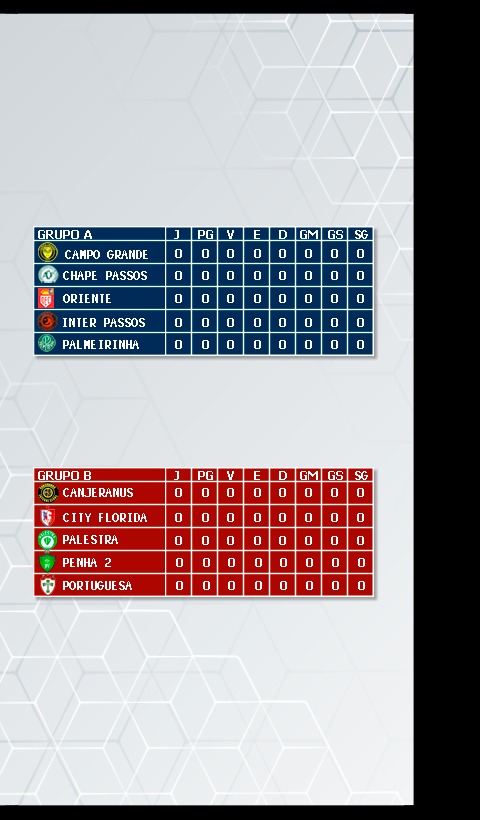 GRUPO A J PG V E D GM GS SG
CAMPO GRANDE 0 0 0 0 0 0 0 0
CHAPE PASSOS 0 0 0 0 0 0 0 0
ORIENTE 0 0 0 0 0 0 0 0
INTER PASSOS 0 0 0 0 0 0 0 0
PALMEIRINHA 0 0 0 0 0 0 0 0
GRUPO B J PG V E D GM GS SG
CANJERANUS 0 0 0 0 0 0 0 0
CITY FLORIDA 0 0 0 0 0 0 0 0
PALESTRA 0 0 0 0 0 0 0 0
PENHA 2 0 0 0 0 0 0 0 0
PORTUGUESA 0 0 0 0 0 0 0 0